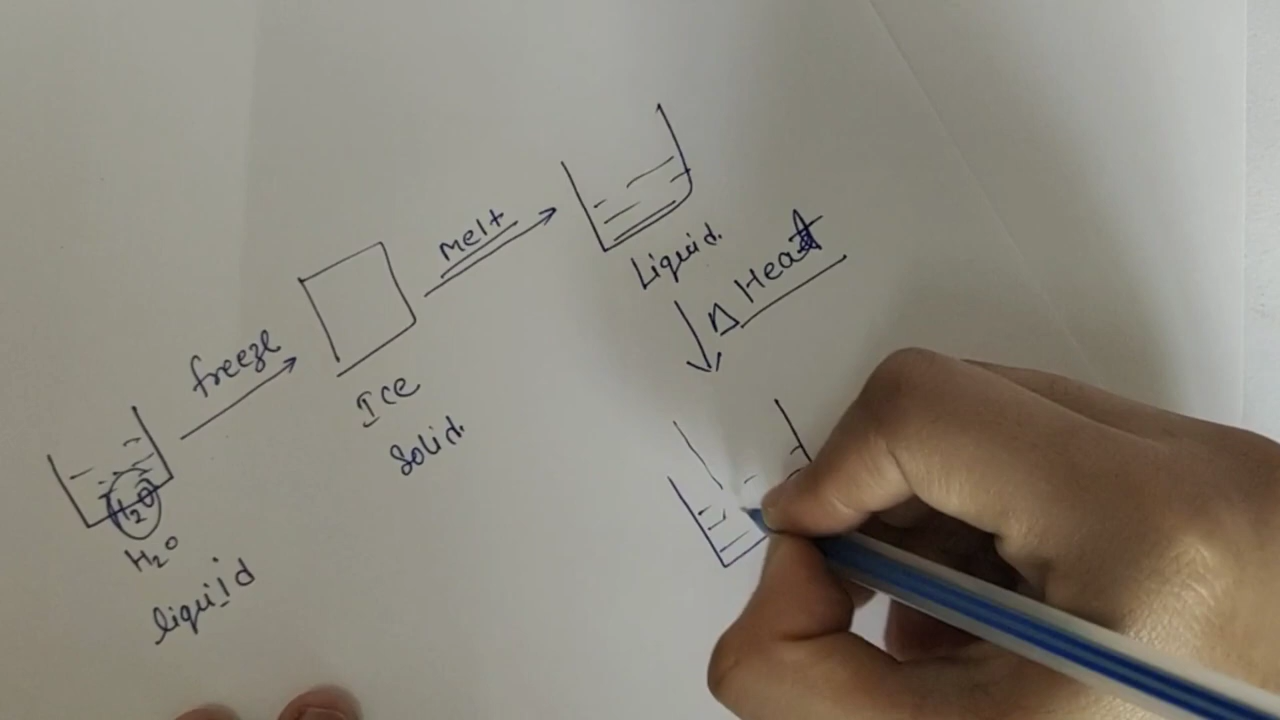 freeze
H₂O
H₂O
liquid
Ice
Solid.
Melt
Liquid.
Δ Heat